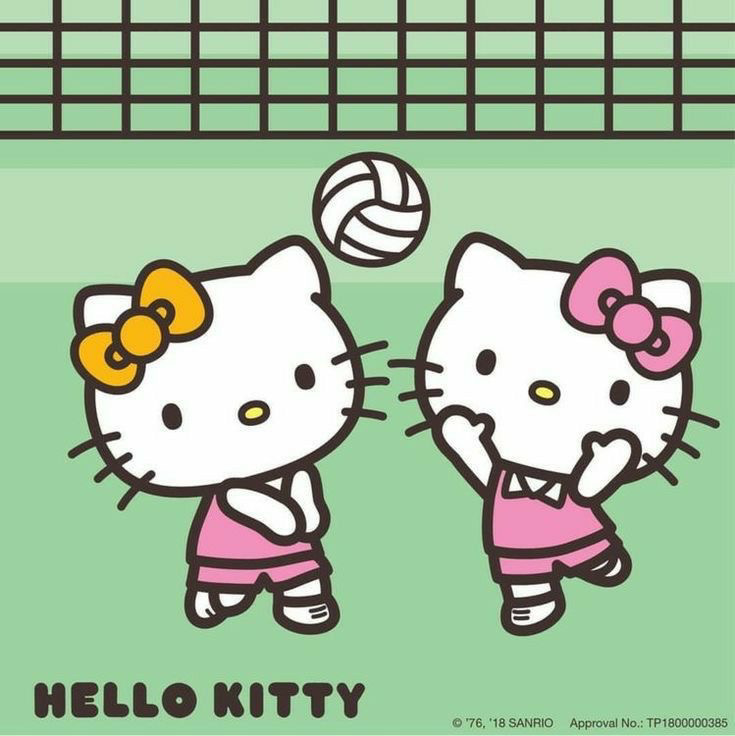 HELLO KITTY
© '76, '18 SANRIO Approval No.: TP1800000385